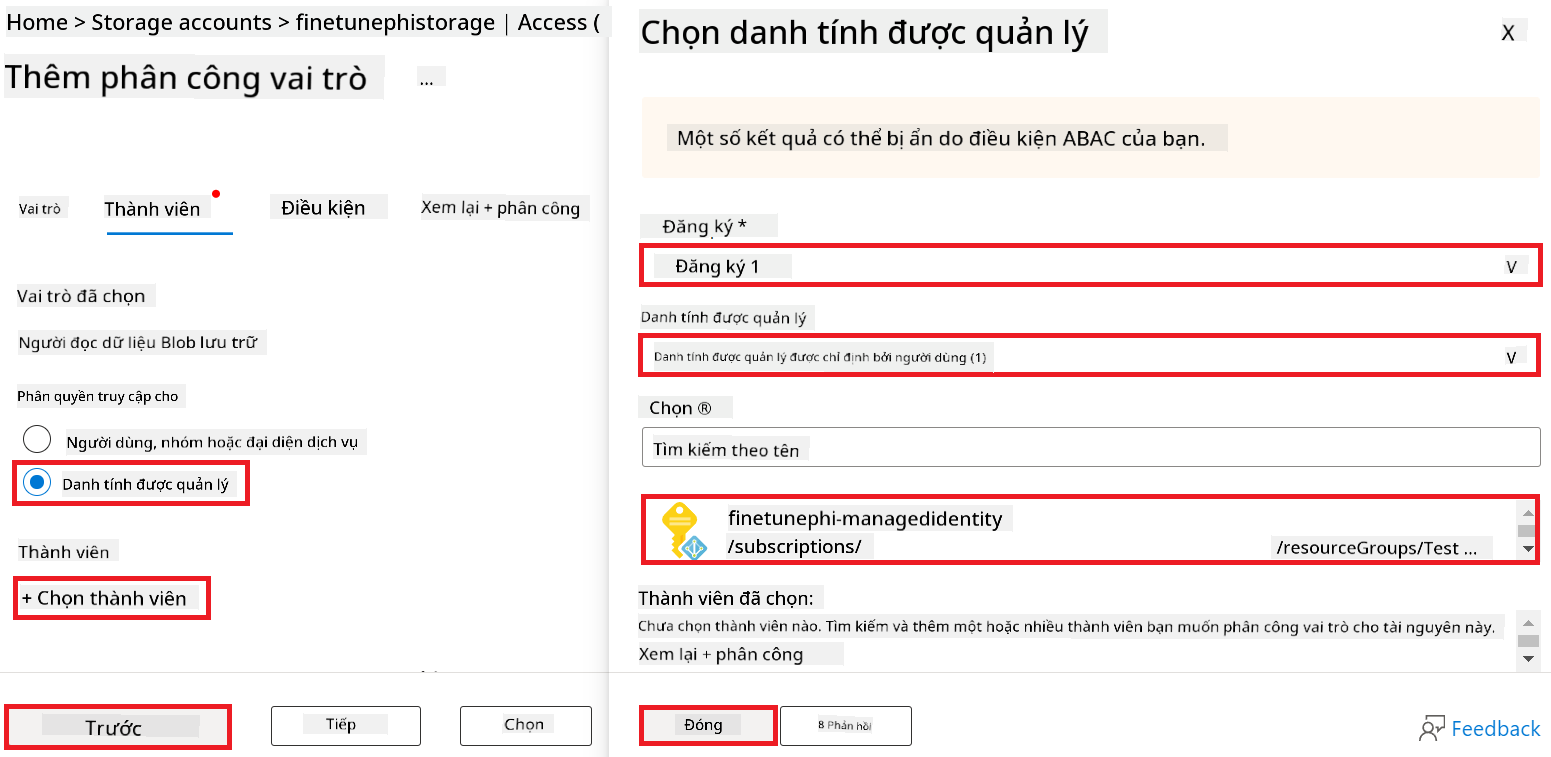 Home > Storage accounts > finetunephistorage | Access (
Thêm phân công vai trò
...
Vai trò
Thành viên
Điều kiện
Xem lại + phân công
Vai trò đã chọn
Người đọc dữ liệu Blob lưu trữ
Phân quyền truy cập cho
Người dùng, nhóm hoặc đại diện dịch vụ
Danh tính được quản lý
Thành viên
+ Chọn thành viên
Trước
Tiếp
Chọn
Chọn danh tính được quản lý
X
Một số kết quả có thể bị ẩn do điều kiện ABAC của bạn.
Đăng ký *
Đăng ký 1
V
Danh tính được quản lý
Danh tính được quản lý được chỉ định bởi người dùng (1)
V
Chọn ®
Tìm kiếm theo tên
finetunephi-managedidentity
/subscriptions/
/resourceGroups/Test ...
Thành viên đã chọn:
Chưa chọn thành viên nào. Tìm kiếm và thêm một hoặc nhiều thành viên bạn muốn phân công vai trò cho tài nguyên này.
Xem lại + phân công
Đóng
8 Phản hồi
Feedback